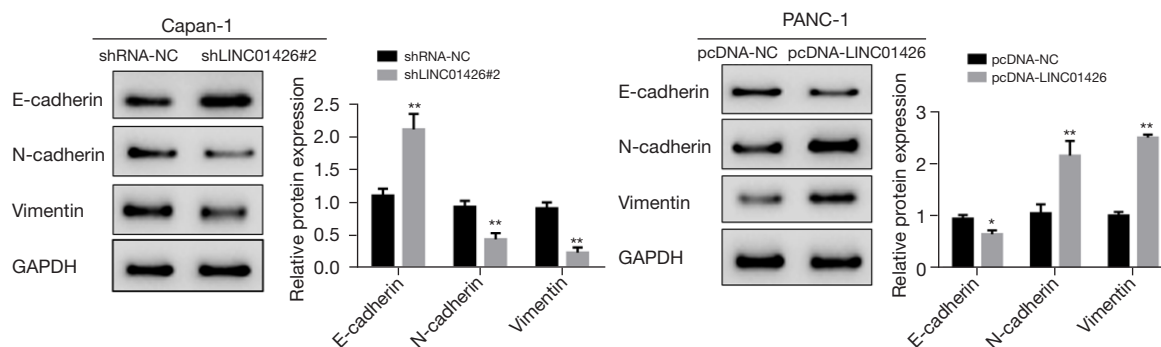 Capan-1
shRNA-NC shLINC01426#2
E-cadherin
N-cadherin
Vimentin
GAPDH
shRNA-NC
shLINC01426#2
Relative protein expression
2.5
2.0
1.5
1.0
0.5
0.0
**
**
**
E-cadherin
N-cadherin
Vimentin
PANC-1
pcDNA-NC pcDNA-LINC01426
E-cadherin
N-cadherin
Vimentin
GAPDH
pcDNA-NC
pcDNA-LINC01426
Relative protein expression
3
2
1
0
*
**
**
E-cadherin
N-cadherin
Vimentin